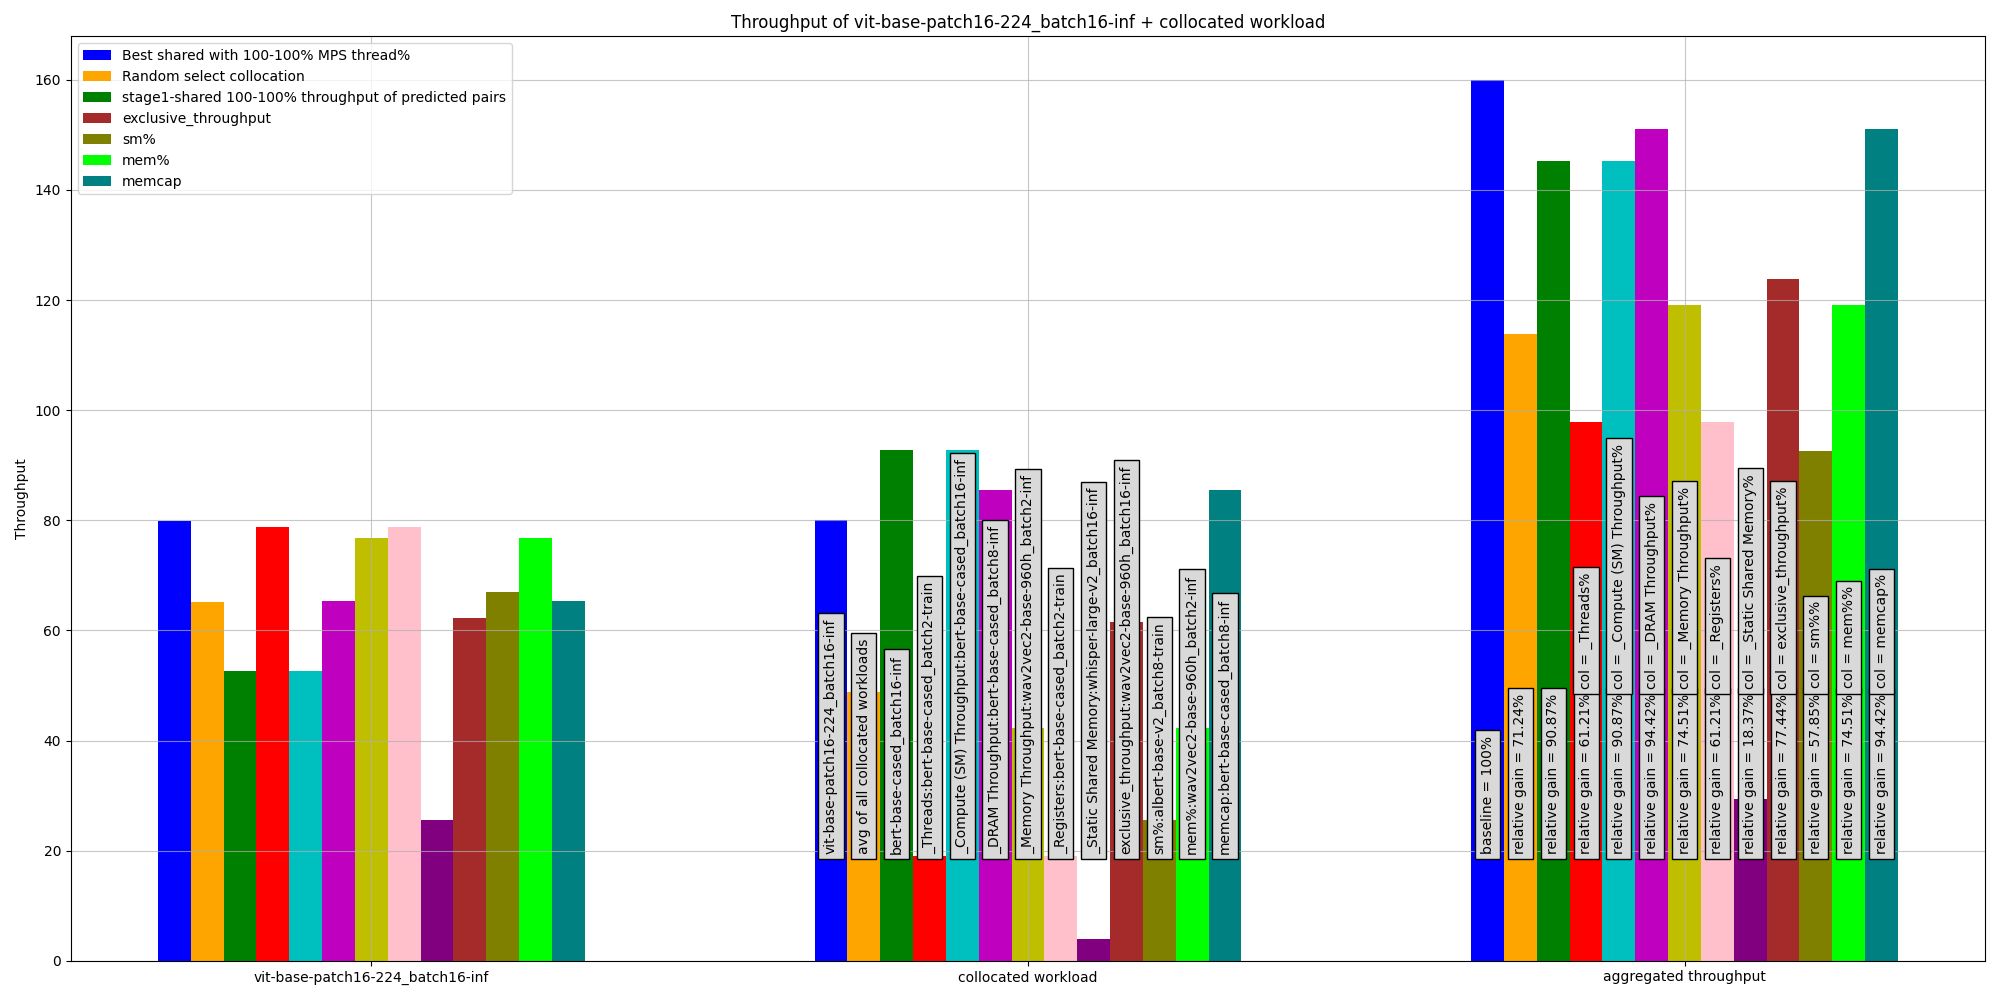 Throughput of vit-base-patch16-224_batch16-inf + collocated workload
Best shared with 100-100% MPS thread%
Random select collocation
stage1-shared 100-100% throughput of predicted pairs
exclusive_throughput
sm%
mem%
memcap
Throughput
160
140
120
100
80
60
40
20
0
vit-base-patch16-224_batch16-inf
avg of all collocated workloads
bert-base-cased_batch16-inf
_Threads:bert-base-cased_batch2-train
_Compute (SM) Throughput:bert-base-cased_batch16-inf
_DRAM Throughput:bert-base-cased_batch8-inf
_Memory Throughput:wav2vec2-base-960h_batch2-inf
_Registers:bert-base-cased_batch2-train
_Static Shared Memory:whisper-large-v2_batch16-inf
exclusive_throughput:wav2vec2-base-960h_batch16-inf
sm%:albert-base-v2_batch8-train
mem%:wav2vec2-base-960h_batch2-inf
memcap:bert-base-cased_batch8-inf
baseline = 100%
relative gain = 71.24%
relative gain = 90.87%
relative gain = 61.21%
col = _Threads%
relative gain = 90.87%
col = _Compute (SM) Throughput%
relative gain = 94.42%
col = _DRAM Throughput%
relative gain = 74.51%
col = _Memory Throughput%
relative gain = 61.21%
col = _Registers%
relative gain = 18.37%
col = _Static Shared Memory%
relative gain = 77.44%
col = exclusive_throughput%
relative gain = 57.85%
col = sm%%
relative gain = 74.51%
col = mem%%
relative gain = 94.42%
col = memcap%
vit-base-patch16-224_batch16-inf
collocated workload
aggregated throughput